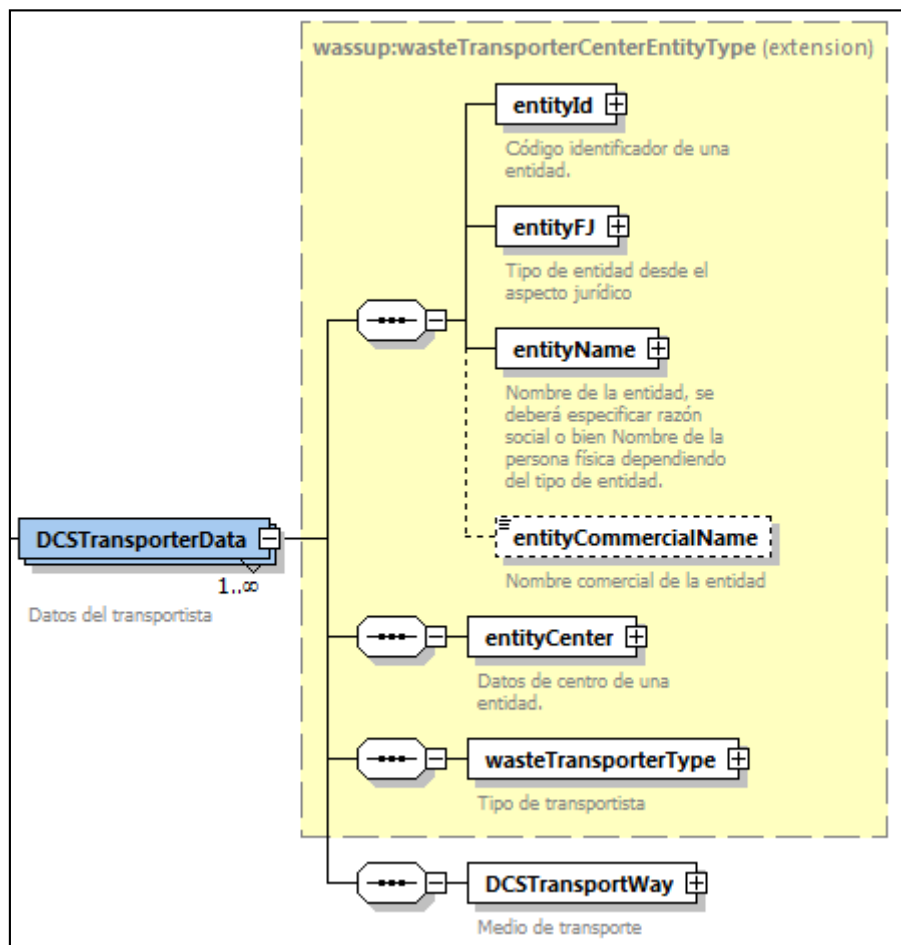 wassup:wasteTransporterCenterEntityType (extension)
entityId
Código identificador de una
entidad.
entityFJ
Tipo de entidad desde el
aspecto jurídico
entityName
Nombre de la entidad, se
deberá especificar razón
social o bien Nombre de la
persona física dependiendo
del tipo de entidad.
entityCommercialName
Nombre comercial de la entidad
DCSTransporterData
1..∞
Datos del transportista
entityCenter
Datos de centro de una
entidad.
wasteTransporterType
Tipo de transportista
DCSTransportWay
Medio de transporte